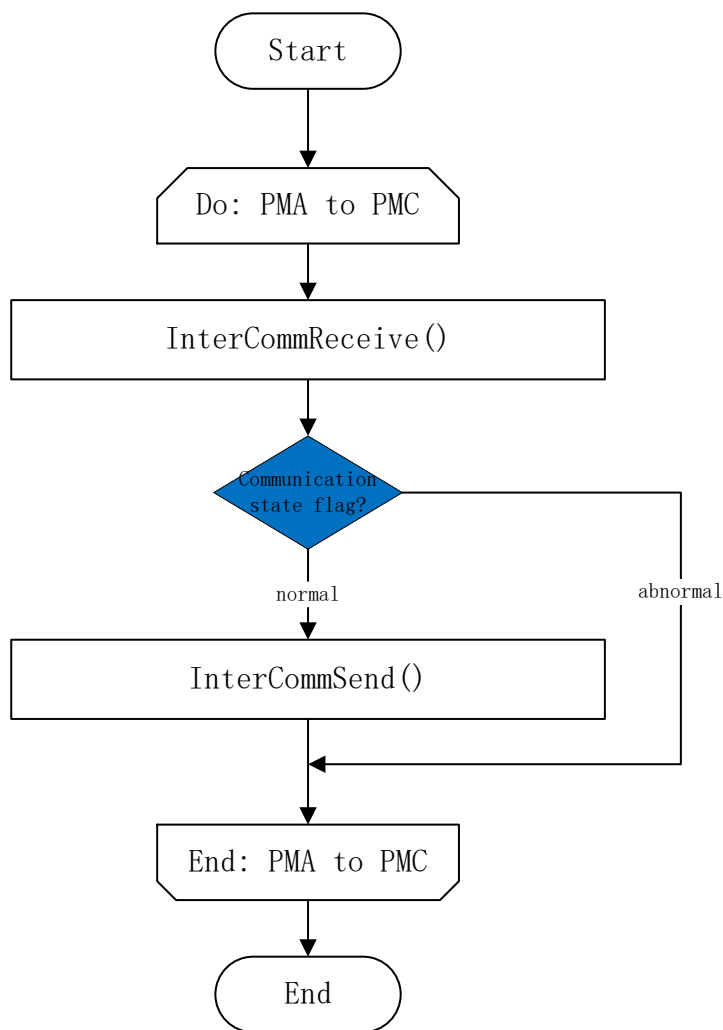 Start
Do: PMA to PMC
InterCommReceive()
Communication
state flag?
normal
abnormal
InterCommSend()
End: PMA to PMC
End